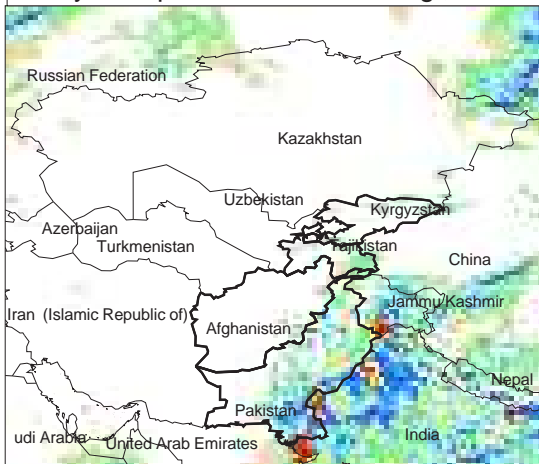 Russian Federation
Kazakhstan
Uzbekistan
Kyrgyzstan
Azerbaijan
Turkmenistan
Tajikistan
China
Jammu Kashmir
Iran (Islamic Republic of)
Afghanistan
Nepal
Pakistan
India
udi Arabia
United Arab Emirates